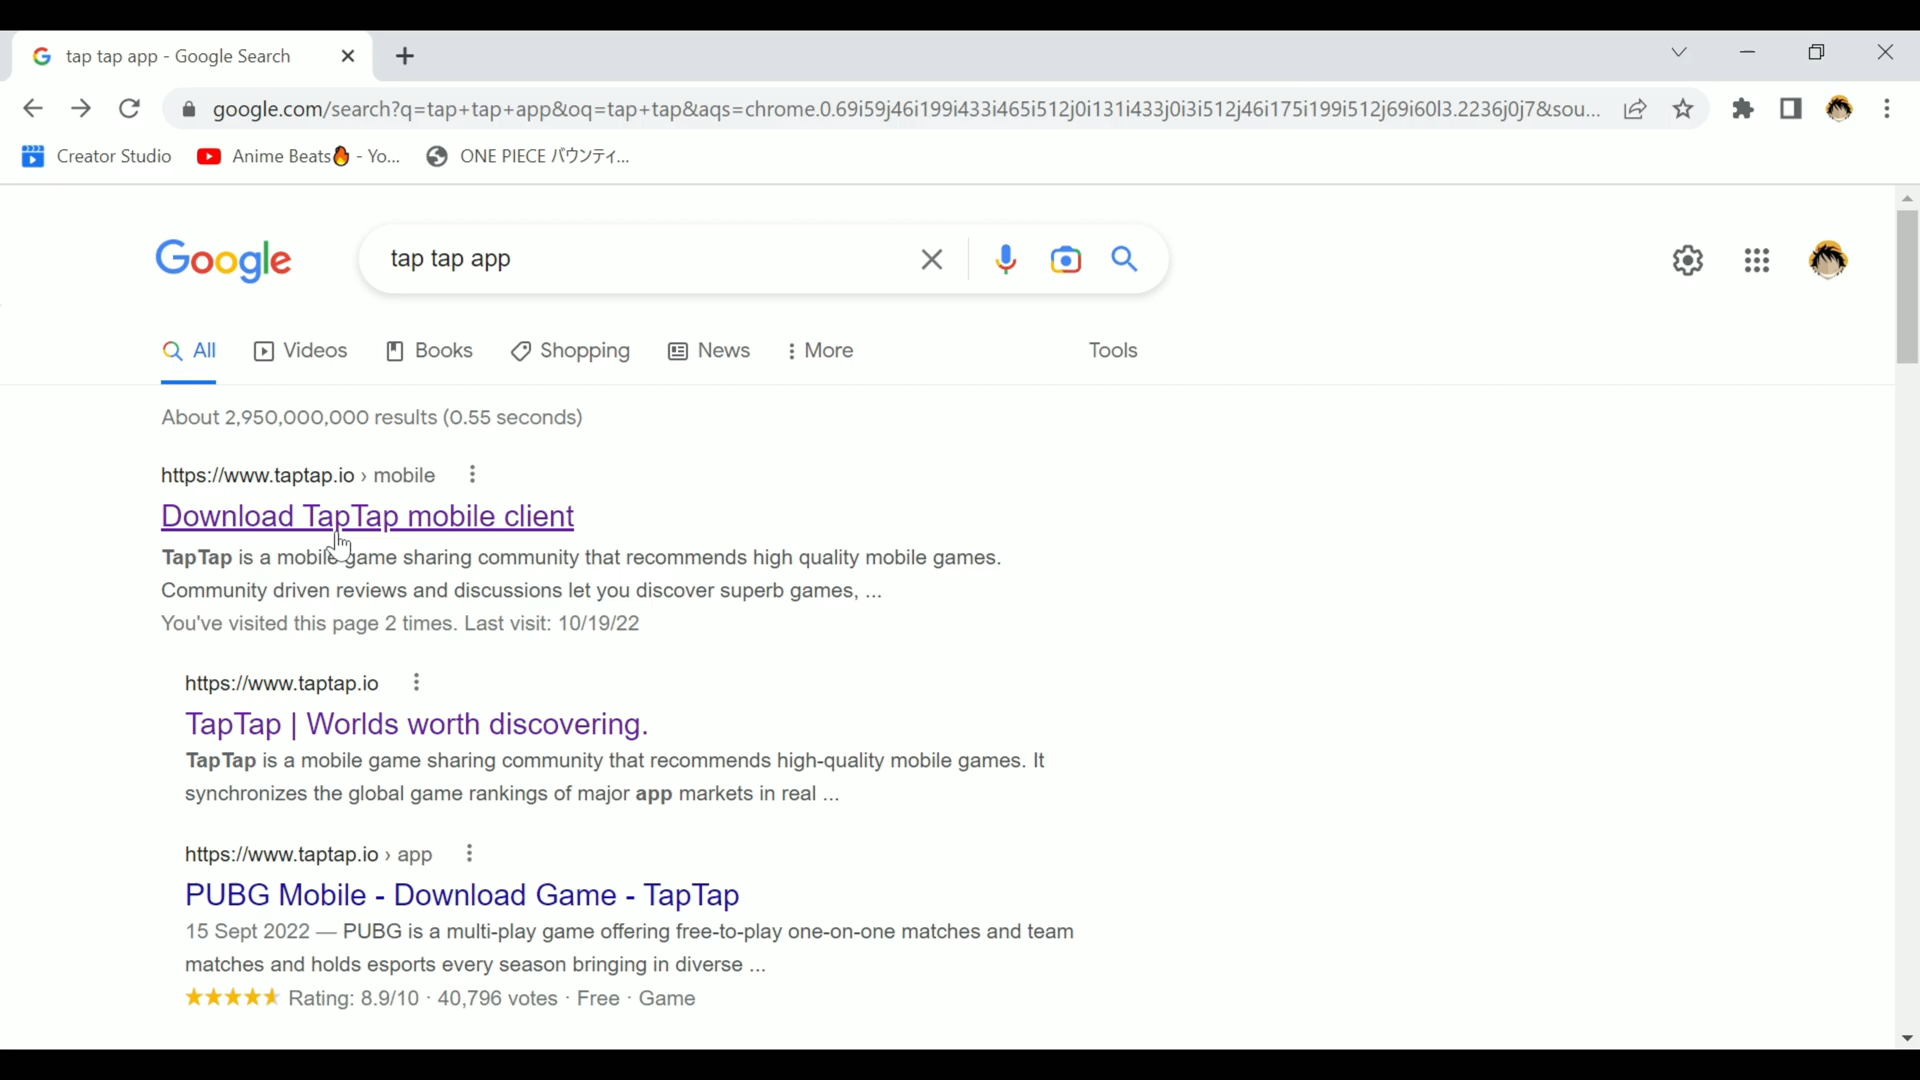 tap tap app - Google Search
google.com/search?q=tap+tap+app&oq=tap+tap&aqs=chrome.0.69i59j46i199i433i465i512j0i131i433j0i3i512j46i175i199i512j69i60l3.2236j0j7&sou...
Creator Studio
Anime Beats🔥 - Yo...
ONE PIECE バウンティ...
Google
tap tap app
All
Videos
Books
Shopping
News
More
Tools
About 2,950,000,000 results (0.55 seconds)
https://www.taptap.io › mobile
Download TapTap mobile client
TapTap is a mobile game sharing community that recommends high quality mobile games.
Community driven reviews and discussions let you discover superb games, ...
You've visited this page 2 times. Last visit: 10/19/22
https://www.taptap.io
TapTap | Worlds worth discovering.
TapTap is a mobile game sharing community that recommends high-quality mobile games. It
synchronizes the global game rankings of major app markets in real ...
https://www.taptap.io › app
PUBG Mobile - Download Game - TapTap
15 Sept 2022 — PUBG is a multi-play game offering free-to-play one-on-one matches and team
matches and holds esports every season bringing in diverse ...
Rating: 8.9/10 · 40,796 votes · Free · Game